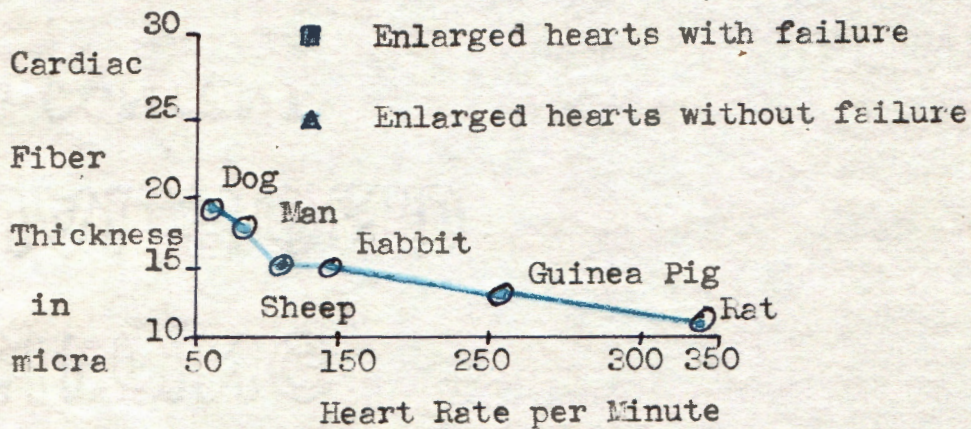 30
Enlarged hearts with failure
Cardiac
25
Enlarged hearts without failure
Fiber
20
Dog
Man
Thickness
Rabbit
15
Guinea Pig
in
Sheep
Rat
10
micra
50 150 250 300 350
Heart Rate per Minute